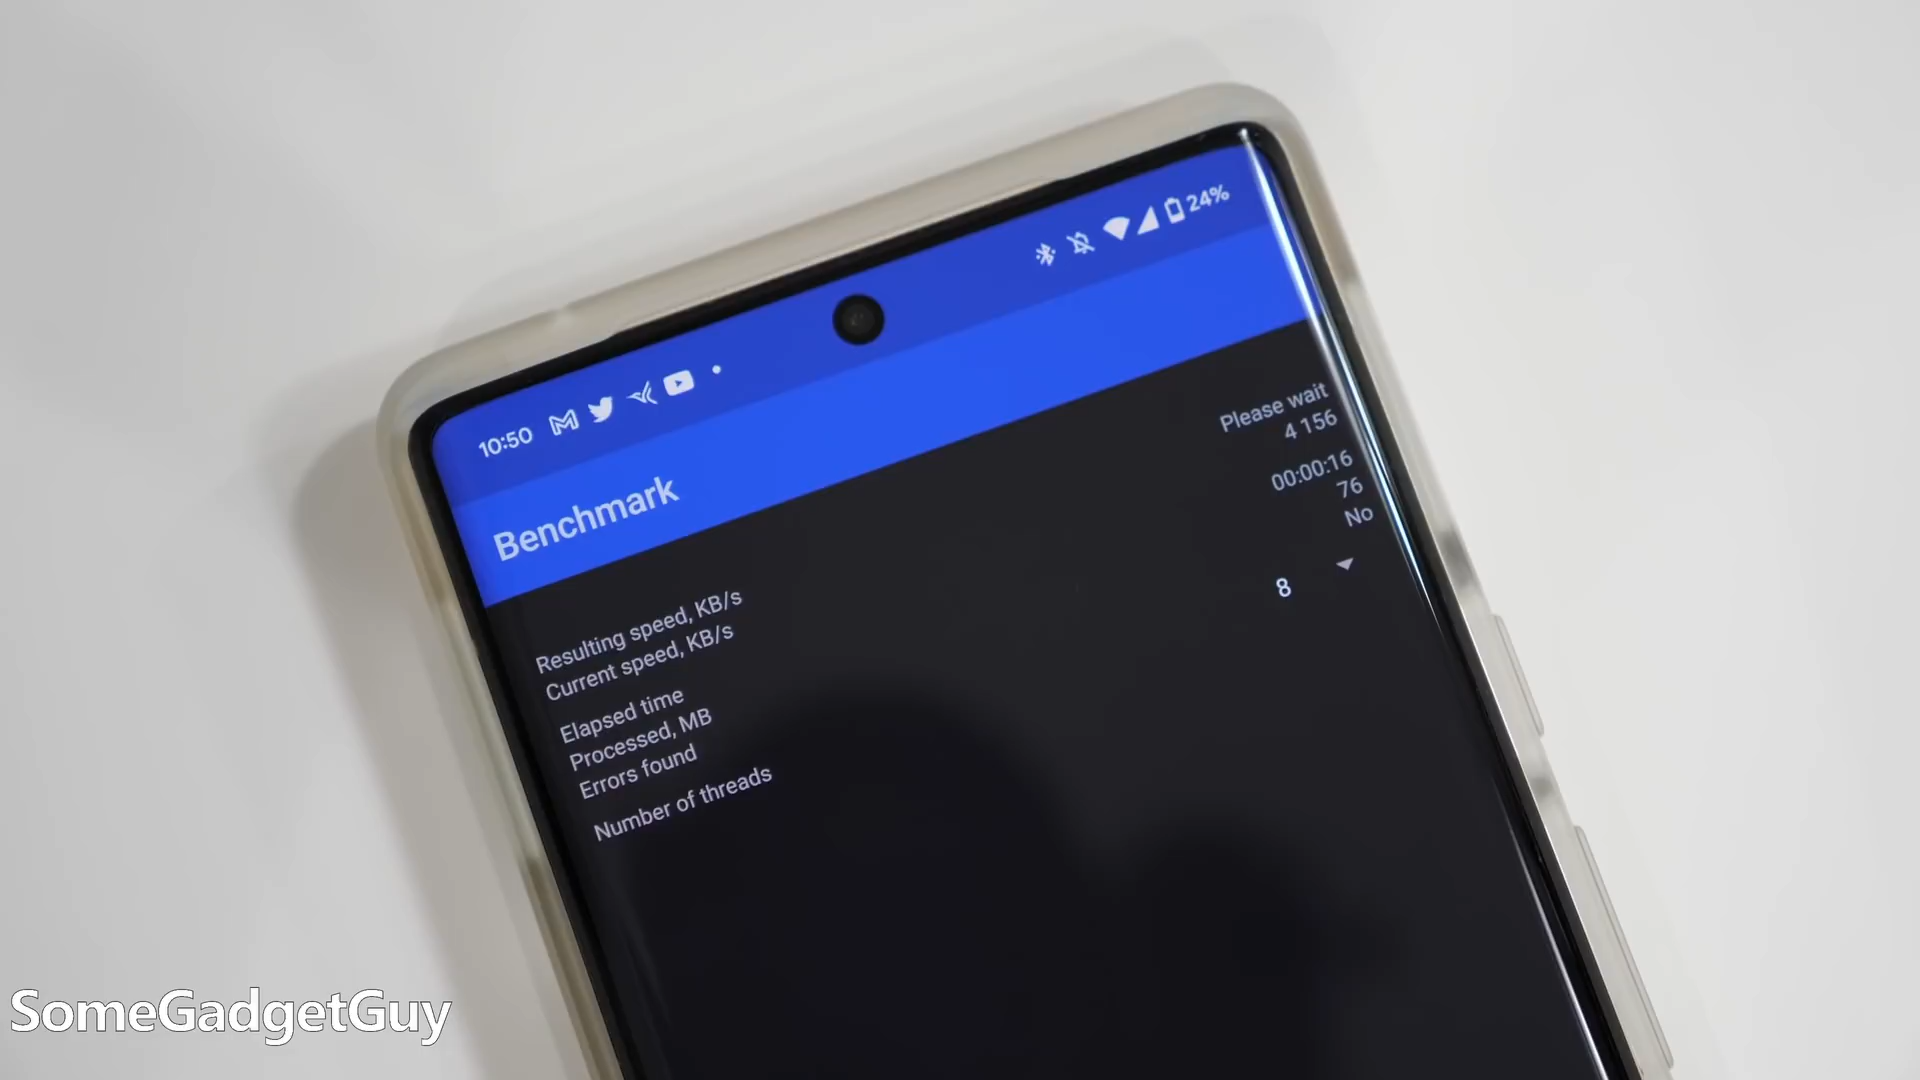 10:50
24%
Benchmark
Resulting speed, KB/s Please wait
Current speed, KB/s 4 156
Elapsed time 00:00:16
Processed, MB 76
Errors found No
Number of threads 8
SomeGadgetGuy